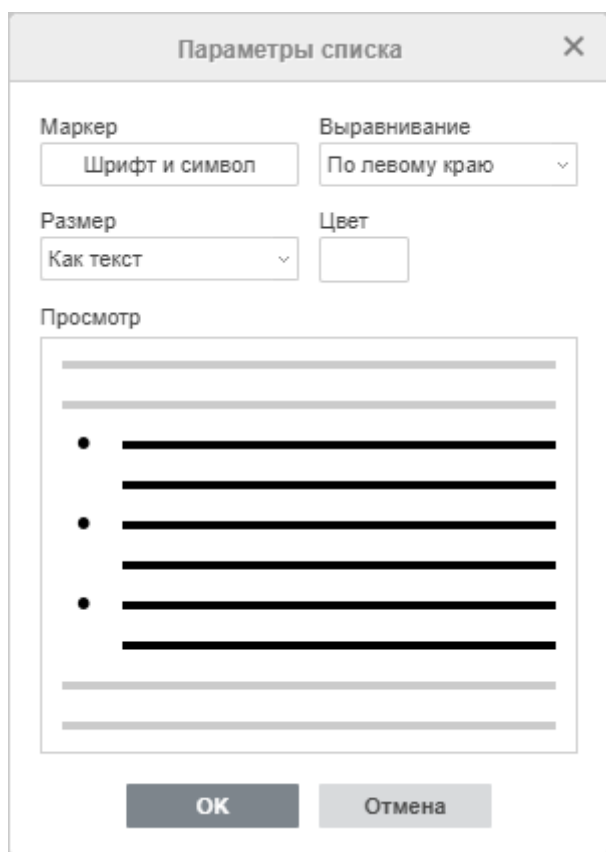 Параметры списка
Маркер
Выравнивание
Шрифт и символ
По левому краю
Размер
Цвет
Как текст
Просмотр
OK
Отмена